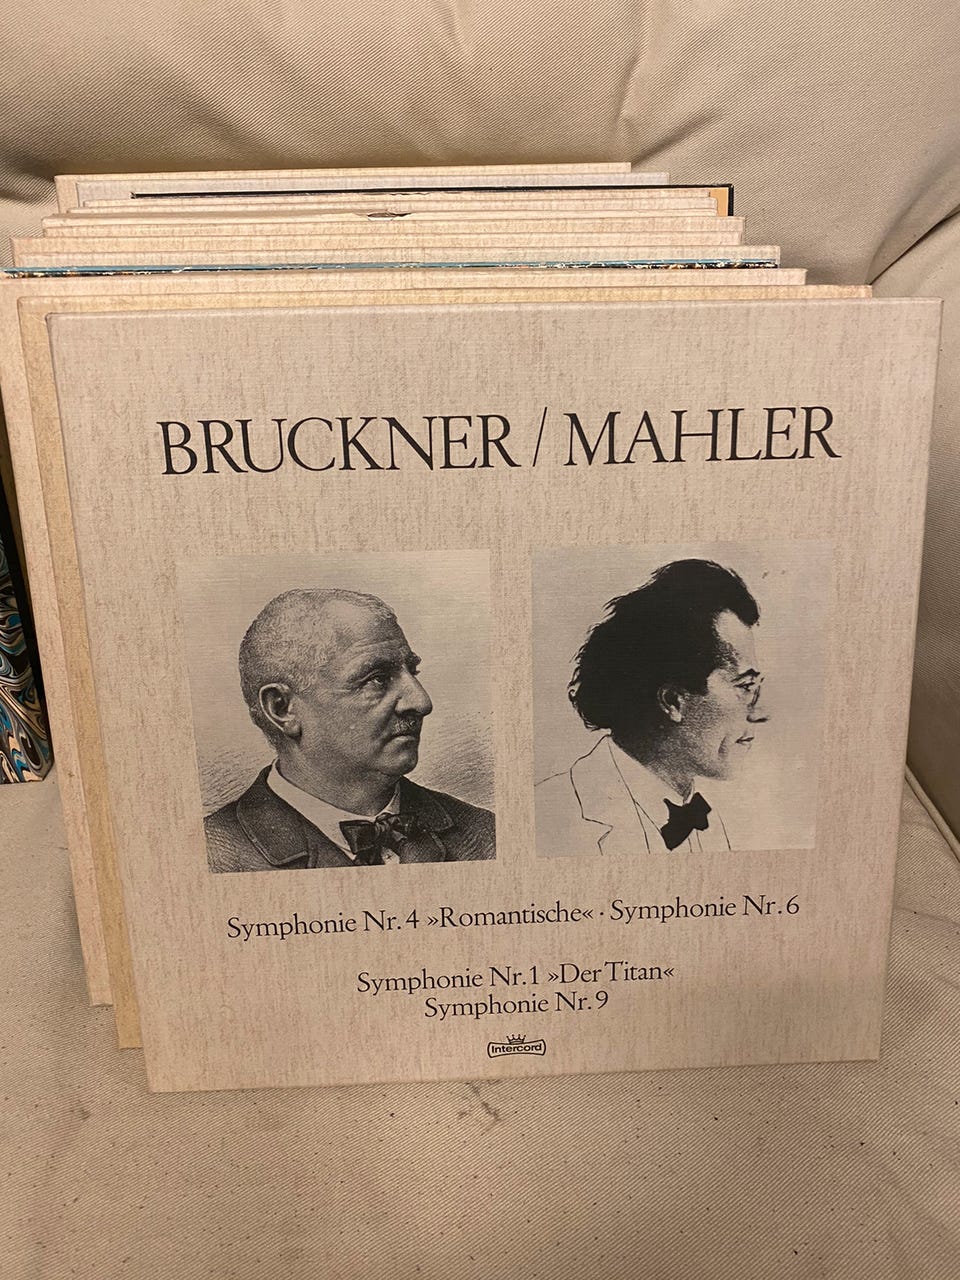 BRUCKNER / MAHLER
Symphonie Nr. 4 »Romantische« · Symphonie Nr. 6
Symphonie Nr. 1 »Der Titan«
Symphonie Nr. 9
Intercord